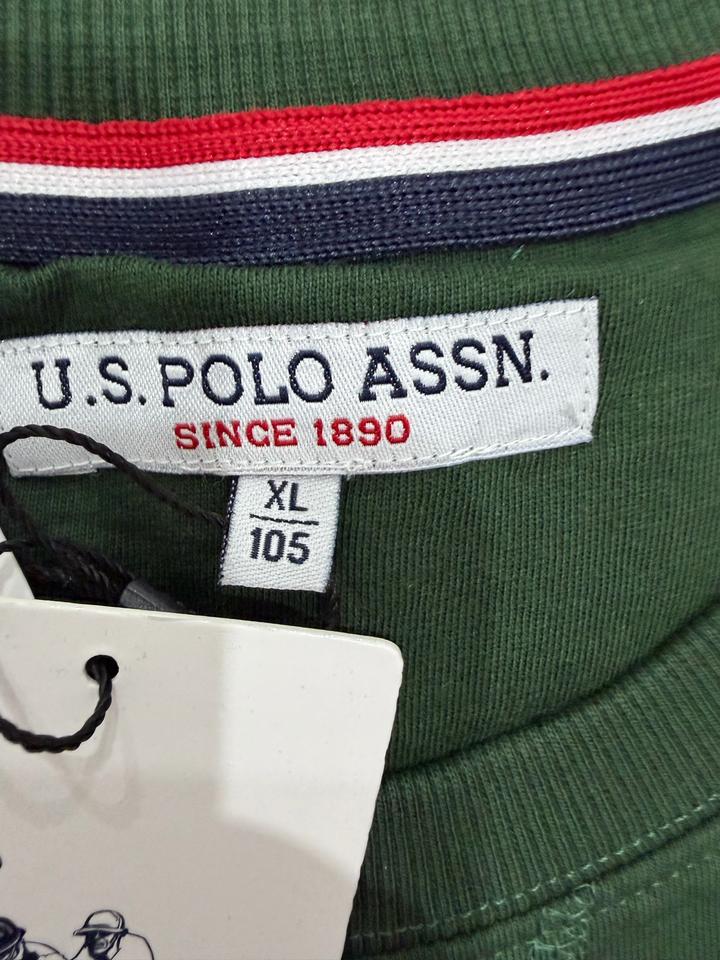 U.S. POLO ASSN.
SINCE 1890
XL
105